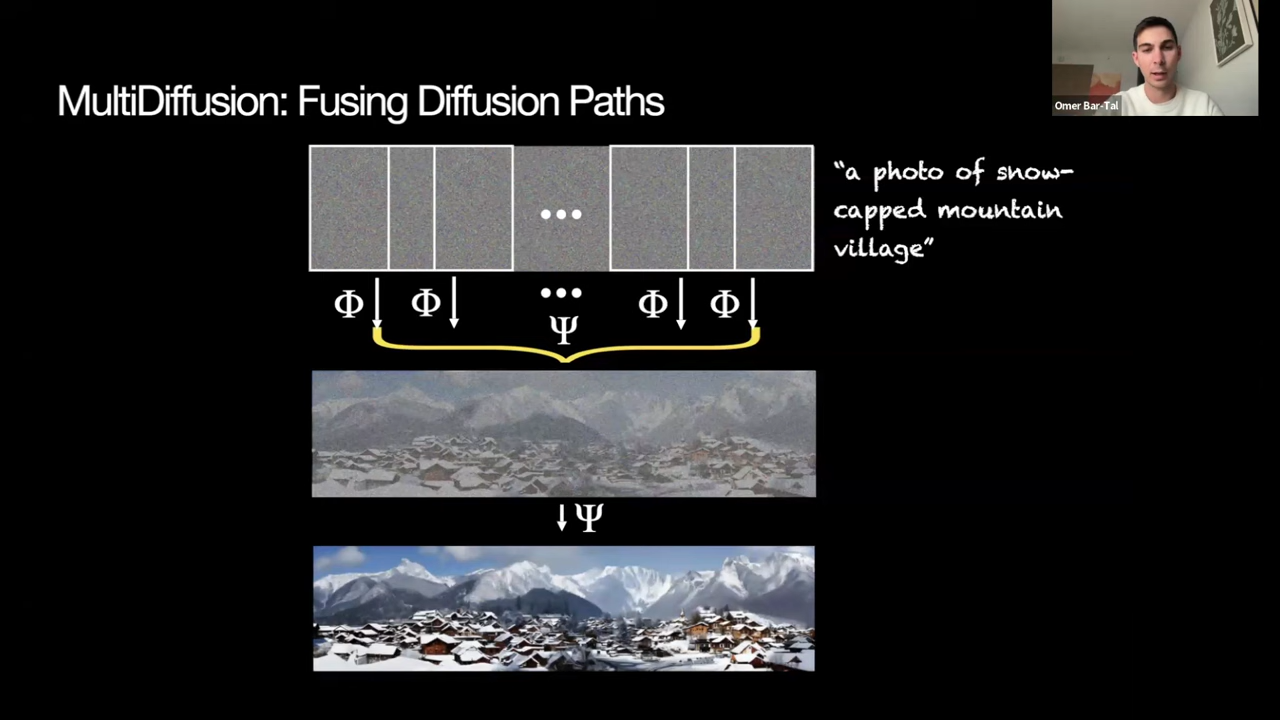 Omer Bar-Tal
MultiDiffusion: Fusing Diffusion Paths
“a photo of snow-
capped mountain
village”
•••
Φ Φ ••• Φ Φ
Ψ
Ψ